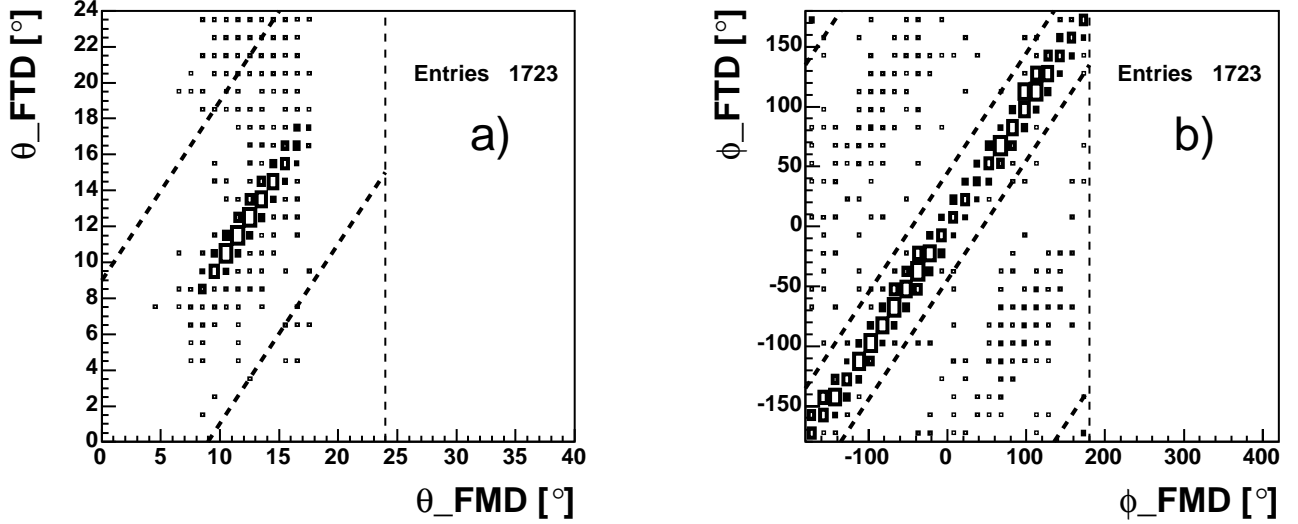 θ_FTD [°]
24
22
20
18
16
14
12
10
8
6
4
2
0
0 5 10 15 20 25 30 35 40
θ_FMD [°]
Entries 1723
a)
ϕ_FTD [°]
150
100
50
0
-50
-100
-150
-100 0 100 200 300 400
ϕ_FMD [°]
Entries 1723
b)